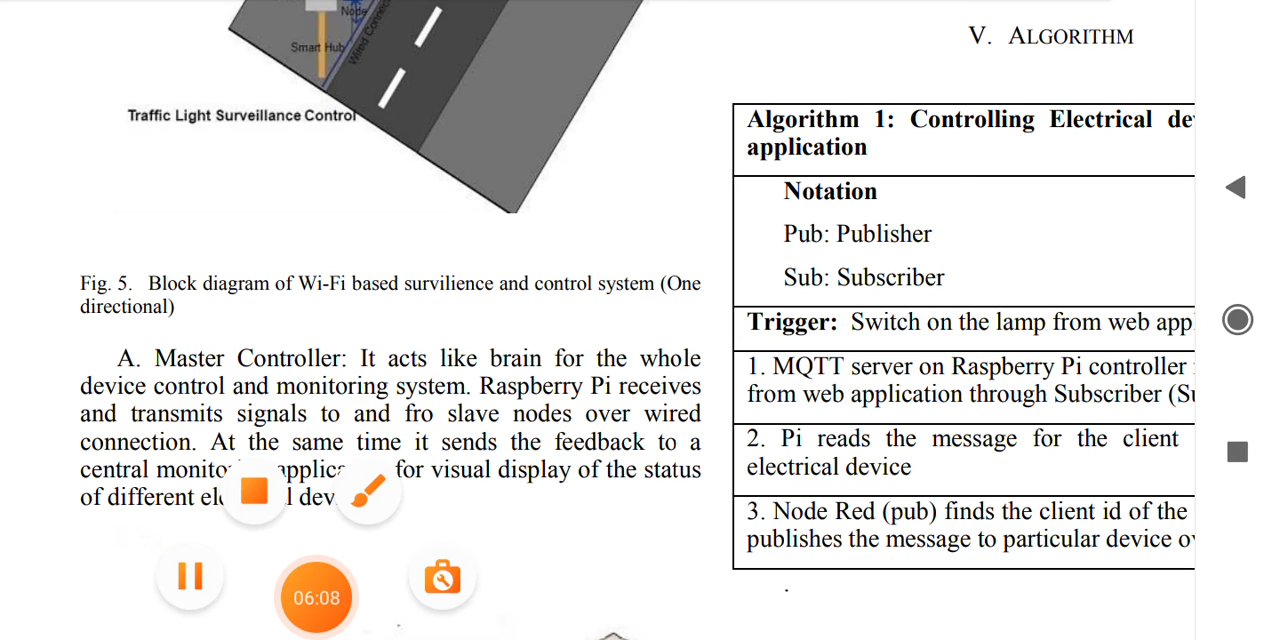 Node
Smart Hub
Wired Connec
Traffic Light Surveillance Control
Fig. 5. Block diagram of Wi-Fi based survilience and control system (One
directional)
A. Master Controller: It acts like brain for the whole
device control and monitoring system. Raspberry Pi receives
and transmits signals to and fro slave nodes over wired
connection. At the same time it sends the feedback to a
central for visual display of the status
of different
06:08
V. ALGORITHM
Algorithm 1: Controlling Electrical
application
Notation
Pub: Publisher
Sub: Subscriber
Trigger: Switch on the lamp from web app
1. MQTT server on Raspberry Pi controller
from web application through Subscriber
2. Pi reads the message for the client
electrical device
3. Node Red (pub) finds the client id of the
publishes the message to particular device